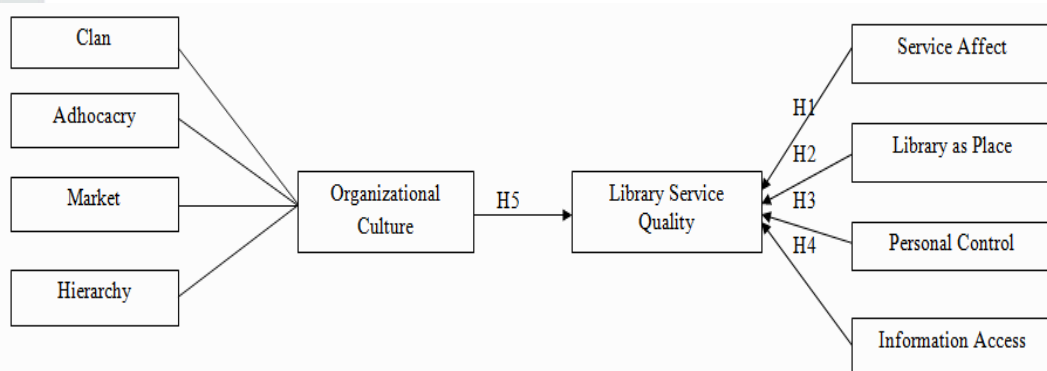 Clan
Adhocacry
Market
Hierarchy
Organizational
Culture
H5
Library Service
Quality
H1
H2
H3
H4
Service Affect
Library as Place
Personal Control
Information Access